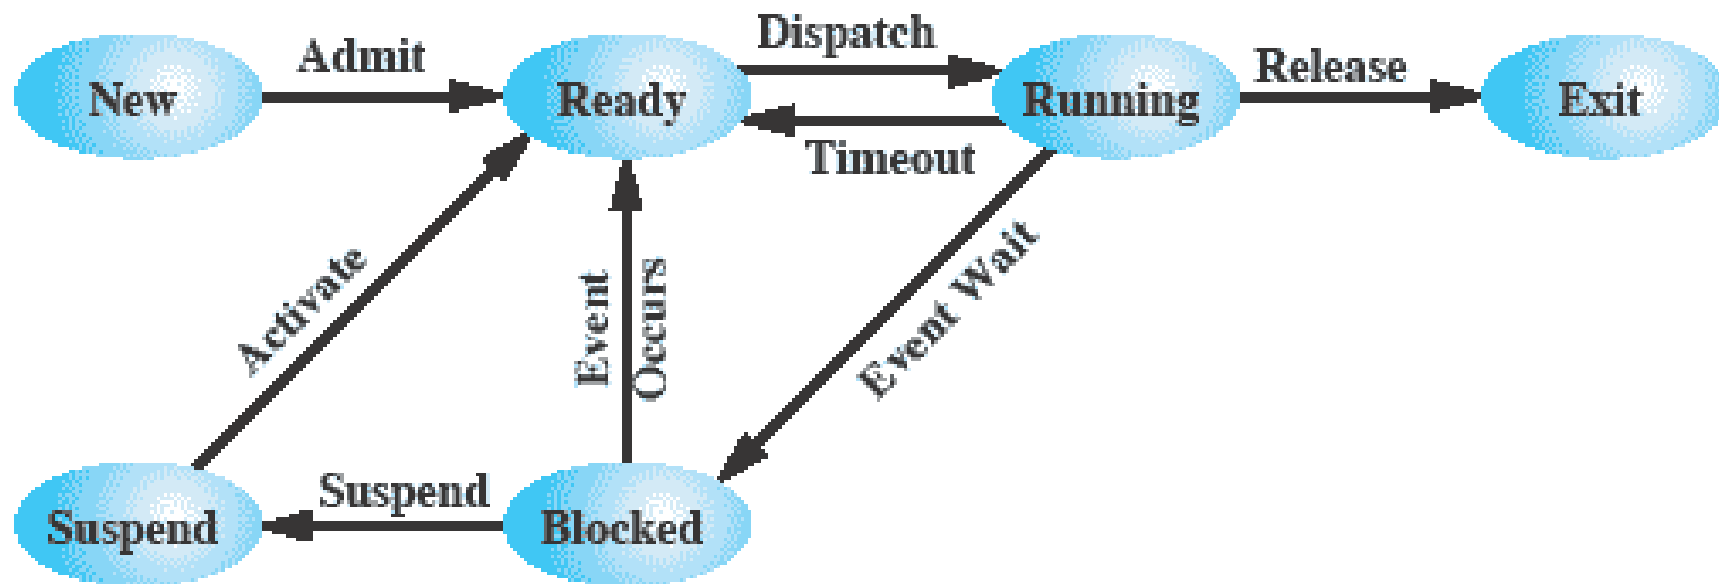 Admit
Dispatch
Release
New
Ready
Running
Exit
Timeout
Activate
Event
Occurs
Event Wait
Suspend
Suspend
Blocked